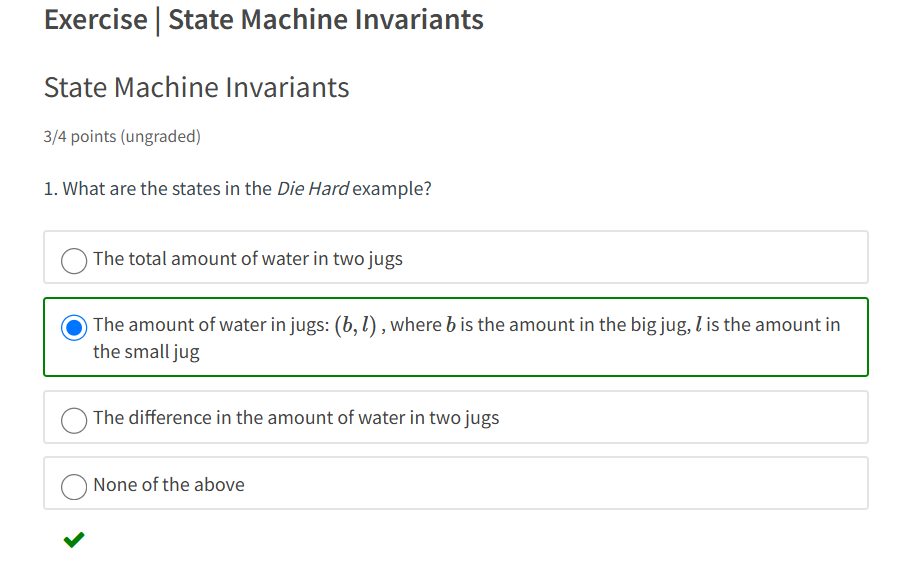 Exercise | State Machine Invariants
State Machine Invariants
3/4 points (ungraded)
1. What are the states in the Die Hard example?
The total amount of water in two jugs
The amount of water in jugs: (b, l) , where b is the amount in the big jug, l is the amount in
the small jug
The difference in the amount of water in two jugs
None of the above